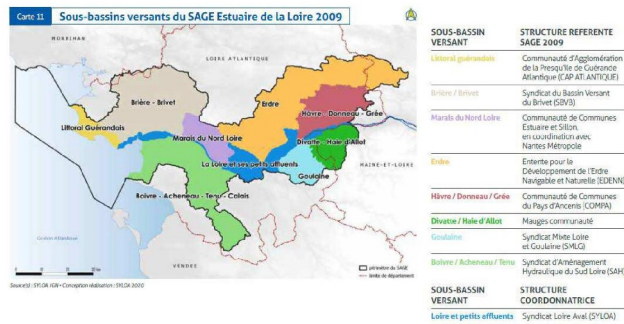 Carte 11
Sous-bassins versants du SAGE Estuaire de la Loire 2009
MORBIHAN
LOIRE ATLANTIQUE
Brière - Brivet
Erdre
Hâvre - Donneau - Grée
Littoral Guérandais
Marais du Nord Loire
Divatte - Haie d'Allot
La Loire et ses petits affluents
MAINE-ET-LOIRE
Goulaine
Boivre - Acheneau - Tenu - Calais
Océan Atlantique
VENDEE
périmètre du SAGE
limite de département
Source(s) : SYLOA, IGN • Conception réalisation : SYLOA 2020
SOUS-BASSIN VERSANT
STRUCTURE REFERENTE SAGE 2009
Littoral guérandais
Communauté d'Agglomération
de la Presqu'île de Guérande
Atlantique (CAP ATLANTIQUE)
Brière / Brivet
Syndicat du Bassin Versant
du Brivet (SBVB)
Marais du Nord Loire
Communauté de Communes
Estuaire et Sillon,
en coordination avec
Nantes Métropole
Erdre
Entente pour le
Développement de l'Erdre
Navigable et Naturelle (EDENN)
Hâvre / Donneau / Grée
Communauté de Communes
du Pays d'Ancenis (COMPA)
Divatte / Haie d'Allot
Mauges communauté
Goulaine
Syndicat Mixte Loire
et Goulaine (SMLG)
Boivre / Acheneau / Tenu
Syndicat d'Aménagement
Hydraulique du Sud Loire (SAH)
SOUS-BASSIN VERSANT
STRUCTURE COORDONNATRICE
Loire et petits affluents
Syndicat Loire Aval (SYLOA)